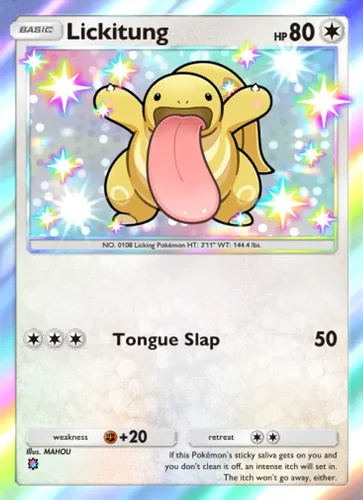 BASIC Lickitung HP 80
NO. 0108 Licking Pokémon HT: 3'11" WT: 144.4 lbs.
Tongue Slap 50
weakness +20 retreat
Illus. MAHOU
If this Pokémon's sticky saliva gets on you and
you don't clean it off, an intense itch will set in.
The itch won't go away, either.